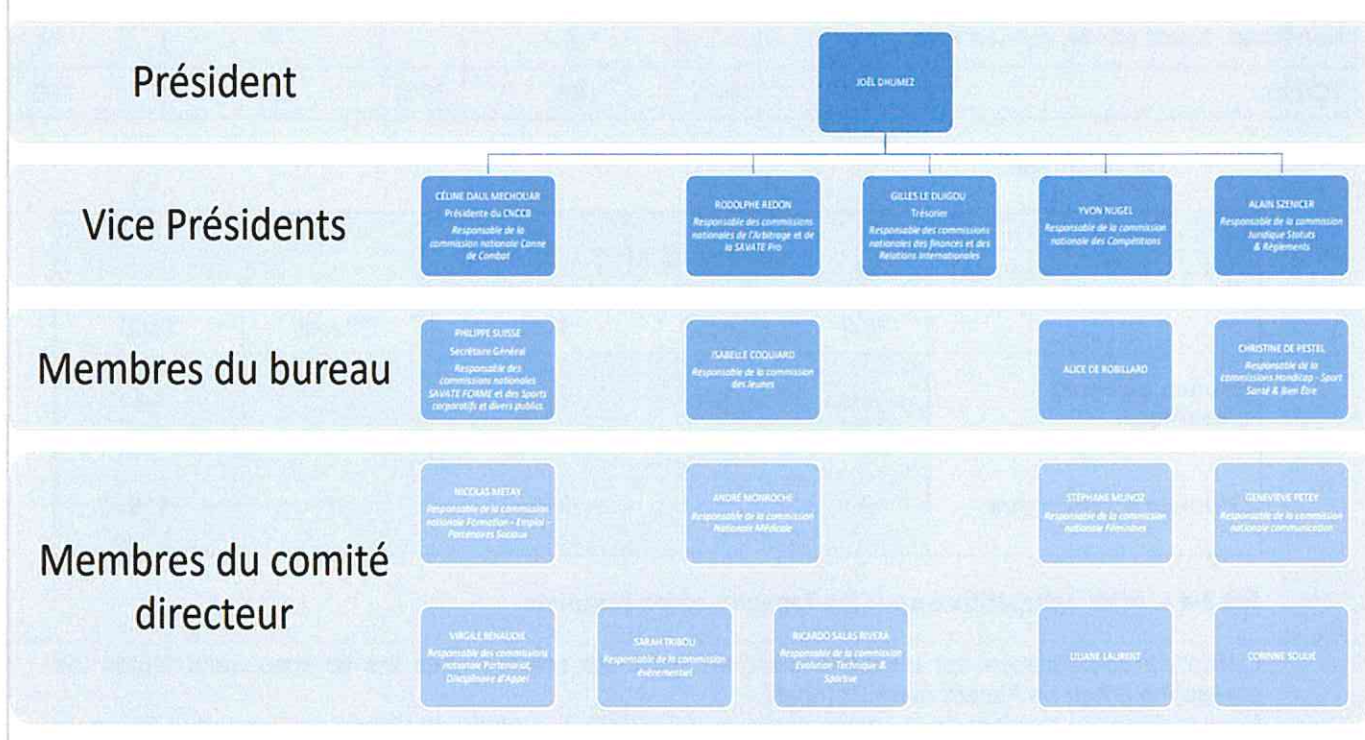 Président
JOËL DHUMEZ
Vice Présidents
CÉLINE DAUL MECHOUAR
Présidente du CNCCB
Responsable de la
commission nationale Canne
de Combat
RODOLPHE REDON
Responsable des commissions
nationales de l'Arbitrage et de
la SAVATE Pro
GILLES LE DUIGOU
Trésorier
Responsable des commissions
nationales des finances et des
Relations Internationales
YVON NUGEL
Responsable de la commission
nationale des Compétitions
ALAIN SZENICER
Responsable de la commission
Juridique Statuts
& Règlements
Membres du bureau
PHILIPPE SUISSE
Secrétaire Général
Responsable des
commissions nationales
SAVATE FORME et des Sports
corporatifs et divers publics
ISABELLE COQUIARD
Responsable de la commission
des Jeunes
ALICE DE ROBILLARD
CHRISTINE DE PESTEL
Responsable de la
commissions Handicap - Sport
Santé & Bien Être
Membres du comité
directeur
NICOLAS METAY
Responsable de la commission
nationale Formation - Emploi -
Partenaires Sociaux
ANDRÉ MONROCHE
Responsable de la commission
Nationale Médicale
STÉPHANE MUNOZ
Responsable de la commission
nationale Féminines
GENEVIEVE PETEY
Responsable de la commission
nationale communication
VIRGILE RENAUDIE
Responsable des commissions
nationale Partenariat,
Disciplinaire d'Appel
SARAH TRIBOLI
Responsable de la commission
évènementiel
RICARDO SALAS RIVERA
Responsable de la commission
Evolution Technique &
Sportive
LILIANE LAURENT
CORINNE SOULIÉ